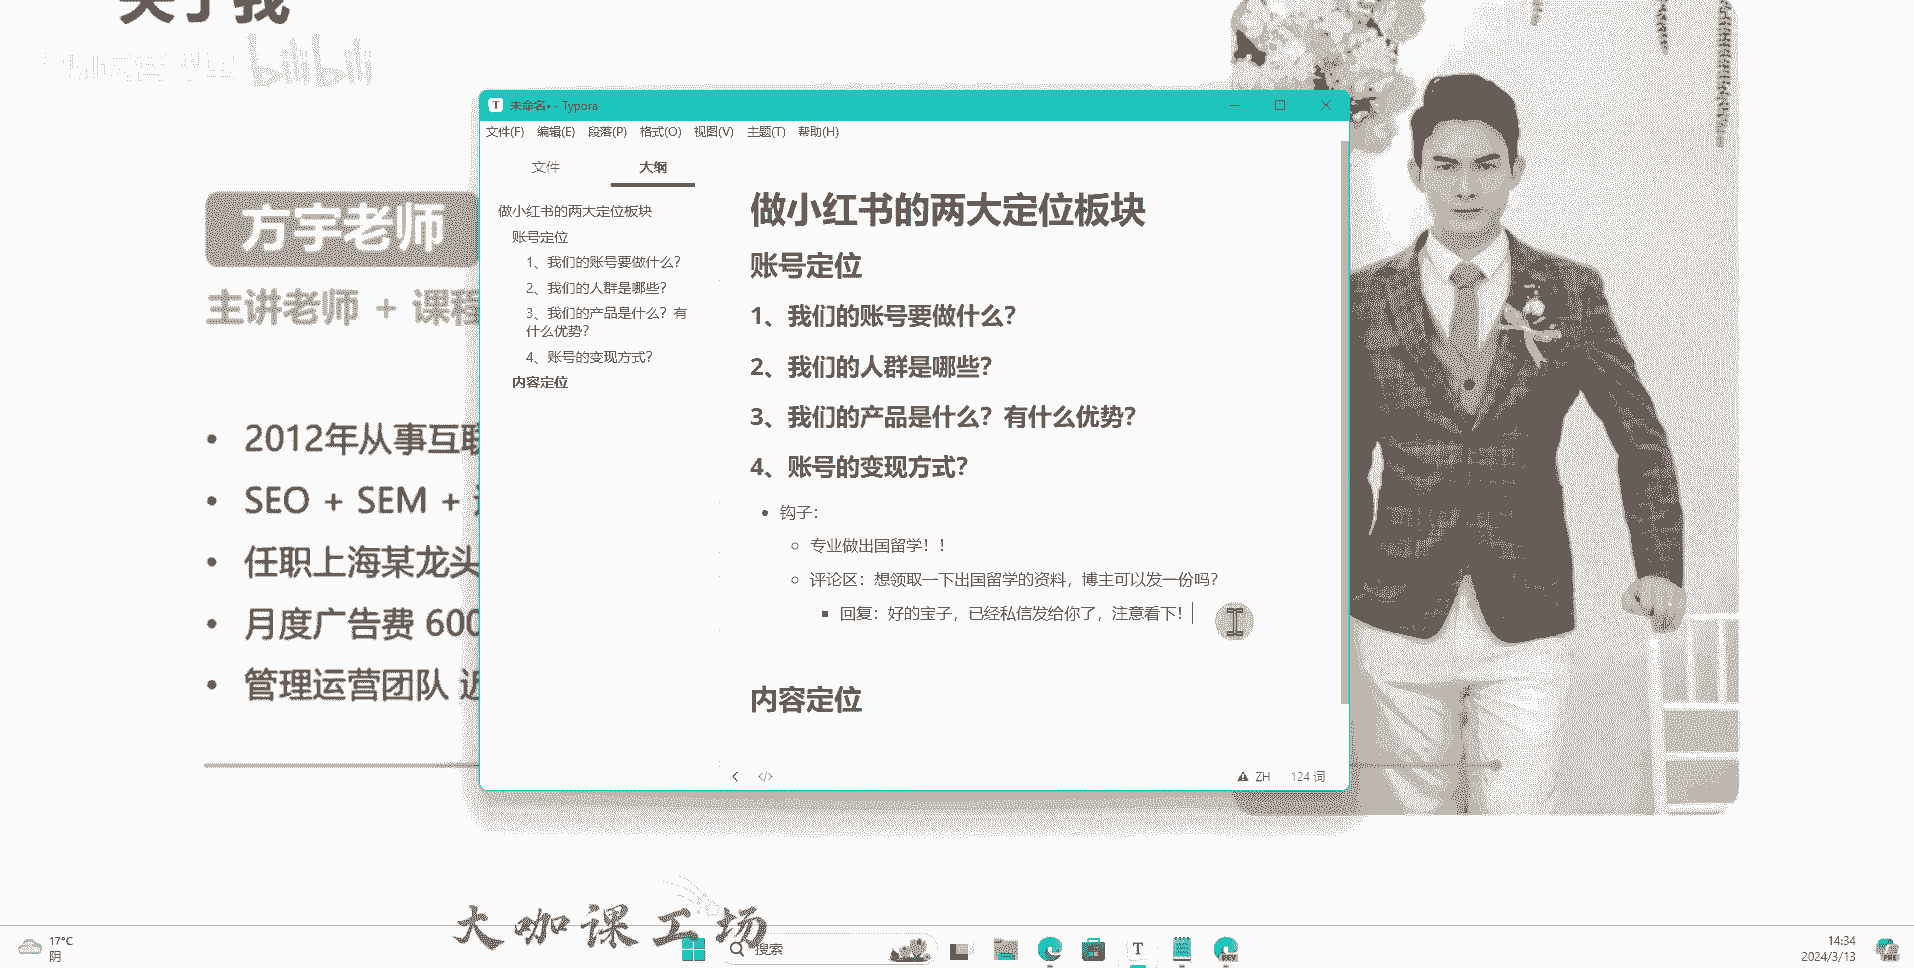 关于我
bilibili
方宇老师
主讲老师 + 课程
2012年从事互联
SEO + SEM +
任职上海某龙头
月度广告费 600
管理运营团队 近
未命名• - Typora
文件(F) 编辑(E) 段落(P) 格式(O) 视图(V) 主题(T) 帮助(H)
文件 大纲
做小红书的两大定位板块
账号定位
1、我们的账号要做什么？
2、我们的人群是哪些？
3、我们的产品是什么？有
什么优势？
4、账号的变现方式？
内容定位
做小红书的两大定位板块
账号定位
1、我们的账号要做什么？
2、我们的人群是哪些？
3、我们的产品是什么？有什么优势？
4、账号的变现方式？
钩子：
专业做出国留学！！
评论区：想领取一下出国留学的资料，博主可以发一份吗？
回复：好的宝子，已经私信发给你了，注意看下！
内容定位
ZH 124 词
大咖课工场
17°C
阴
搜索
T
DEV
14:34
2024/3/13
PRE